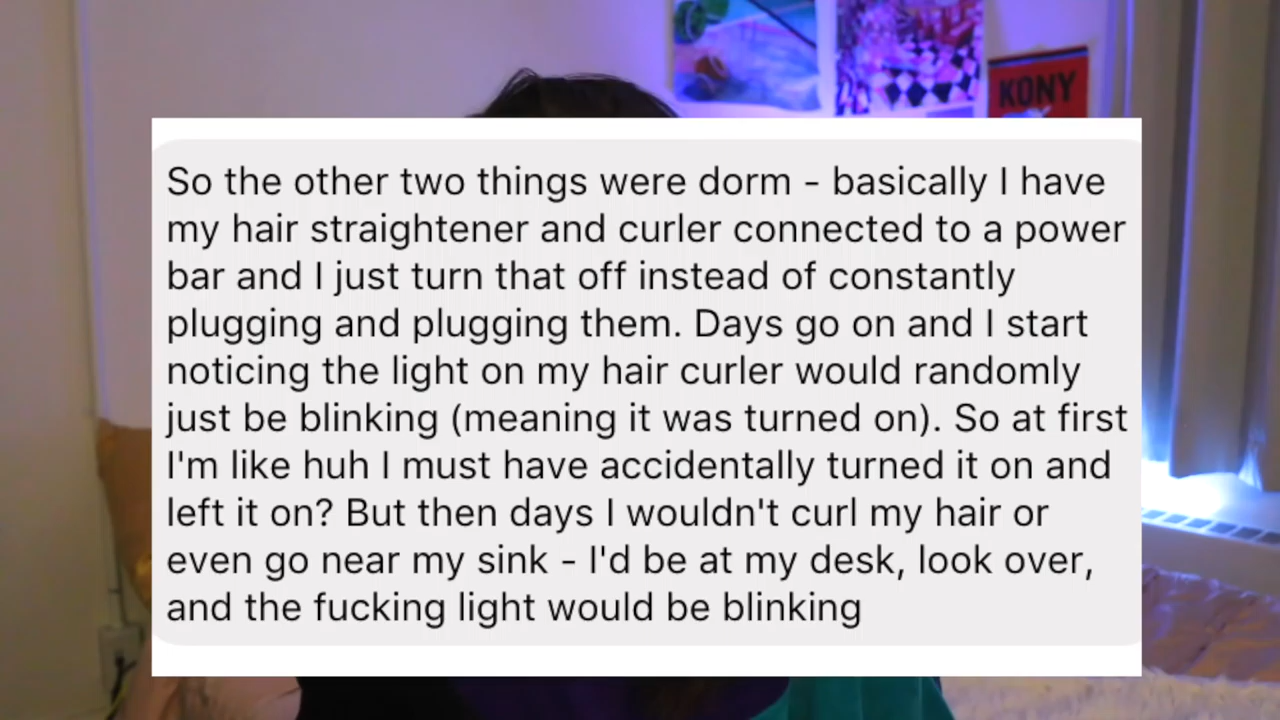 KONY
So the other two things were dorm - basically I have
my hair straightener and curler connected to a power
bar and I just turn that off instead of constantly
plugging and plugging them. Days go on and I start
noticing the light on my hair curler would randomly
just be blinking (meaning it was turned on). So at first
I'm like huh I must have accidentally turned it on and
left it on? But then days I wouldn't curl my hair or
even go near my sink - I'd be at my desk, look over,
and the fucking light would be blinking